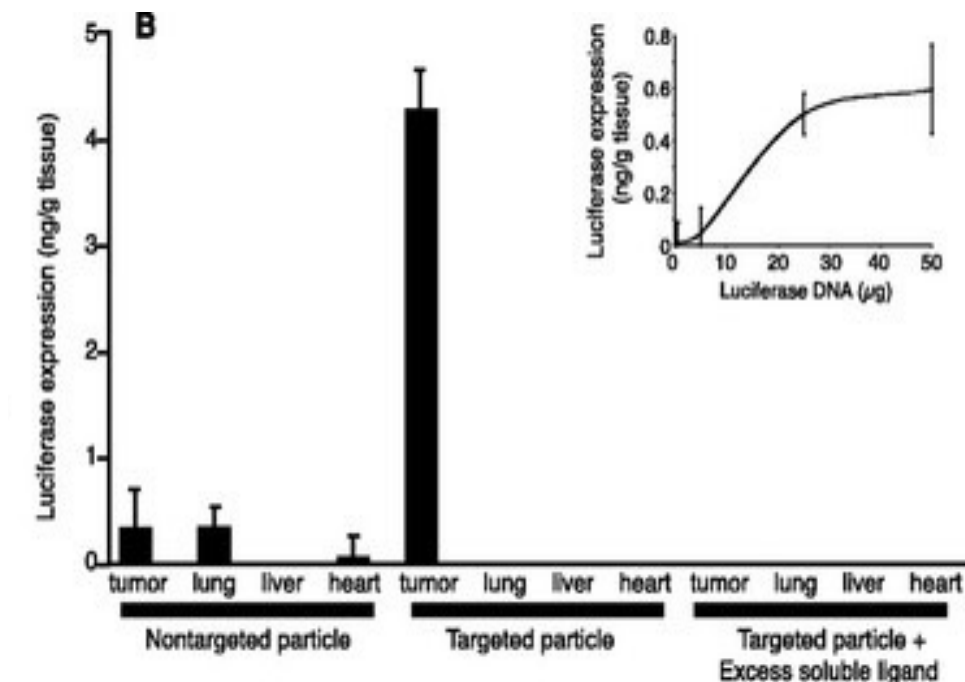 B
5
4
3
2
1
0
Luciferase expression (ng/g tissue)
tumor lung liver heart tumor lung liver heart tumor lung liver heart
Nontargeted particle
Targeted particle
Targeted particle +
Excess soluble ligand
0.8
0.6
0.4
0.2
0
Luciferase expression
(ng/g tissue)
0 10 20 30 40 50
Luciferase DNA (µg)